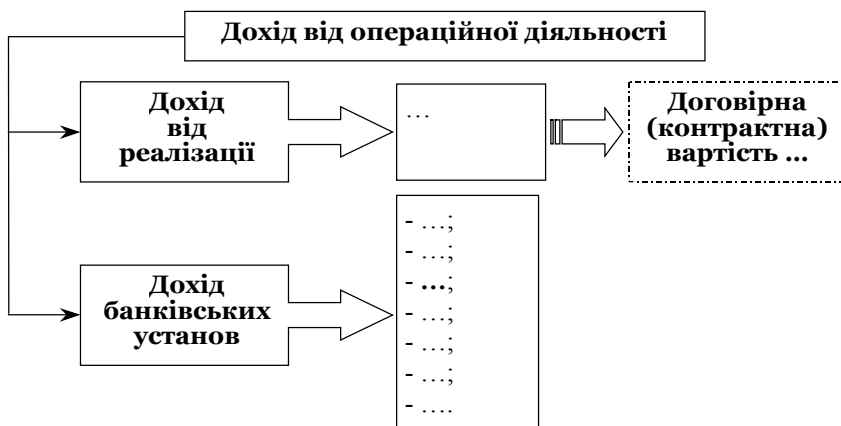 Дохід від операційної діяльності
Дохід
від
реалізації
…
Договірна
(контрактна)
вартість ...
Дохід
банківських
установ
- …;
- …;
- …;
- …;
- …;
- …;
- ….